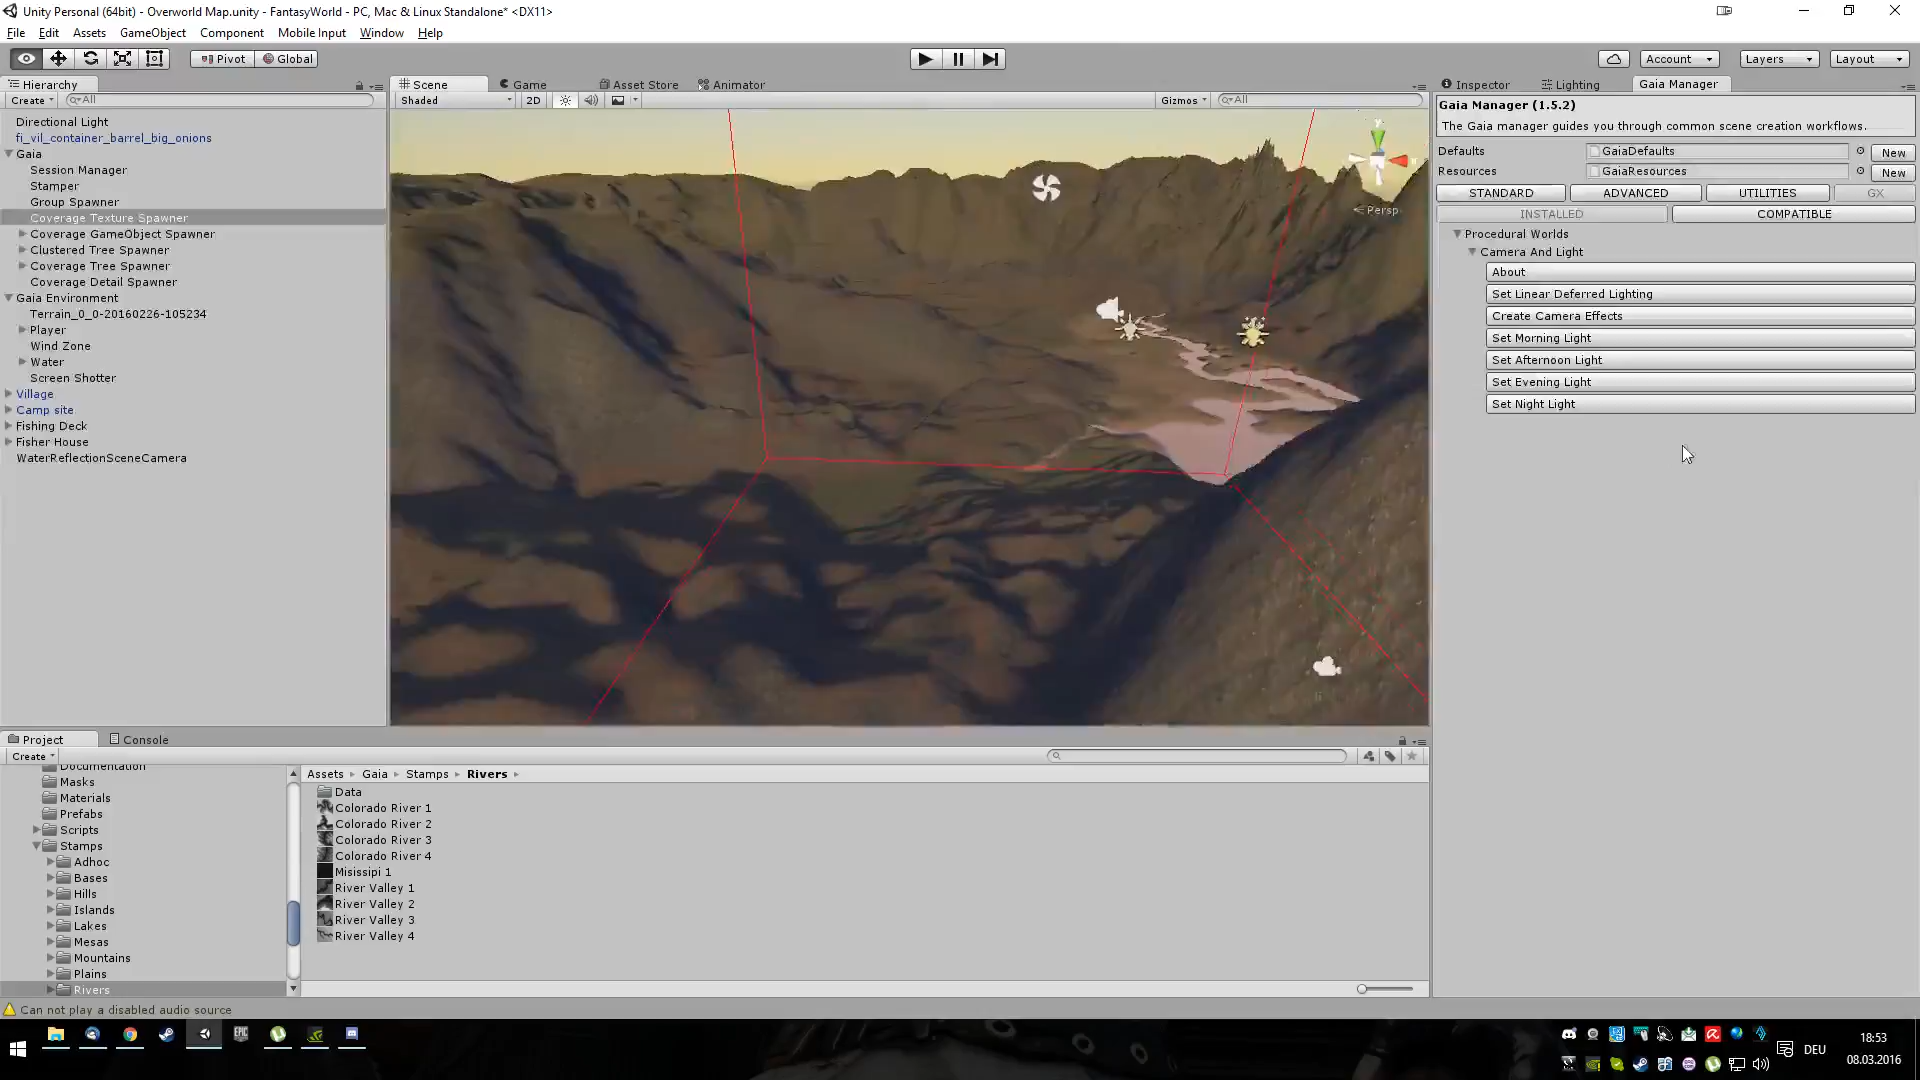 Unity Personal (64bit) - Overworld Map.unity - FantasyWorld - PC, Mac & Linux Standalone* <DX11>
File Edit Assets GameObject Component Mobile Input Window Help
Pivot Global Account Layers Layout
Hierarchy
Create All
Directional Light
fi_vil_container_barrel_big_onions
Gaia
Session Manager
Stamper
Group Spawner
Coverage Texture Spawner
Coverage GameObject Spawner
Clustered Tree Spawner
Coverage Tree Spawner
Coverage Detail Spawner
Gaia Environment
Terrain_0_0-20160226-105234
Player
Wind Zone
Water
Screen Shotter
Village
Camp site
Fishing Deck
Fisher House
WaterReflectionSceneCamera
Scene Game Asset Store Animator
Shaded 2D Gizmos All
Persp
Inspector Lighting Gaia Manager
Gaia Manager (1.5.2)
The Gaia manager guides you through common scene creation workflows.
Defaults GaiaDefaults New
Resources GaiaResources New
STANDARD ADVANCED UTILITIES GX
INSTALLED COMPATIBLE
Procedural Worlds
Camera And Light
About
Set Linear Deferred Lighting
Create Camera Effects
Set Morning Light
Set Afternoon Light
Set Evening Light
Set Night Light
Project Console
Create
Documentation
Masks
Materials
Prefabs
Scripts
Stamps
Adhoc
Bases
Hills
Islands
Lakes
Mesas
Mountains
Plains
Rivers
Assets Gaia Stamps Rivers
Data
Colorado River 1
Colorado River 2
Colorado River 3
Colorado River 4
Misissipi 1
River Valley 1
River Valley 2
River Valley 3
River Valley 4
Can not play a disabled audio source
EPIC
DEU
18:53
08.03.2016